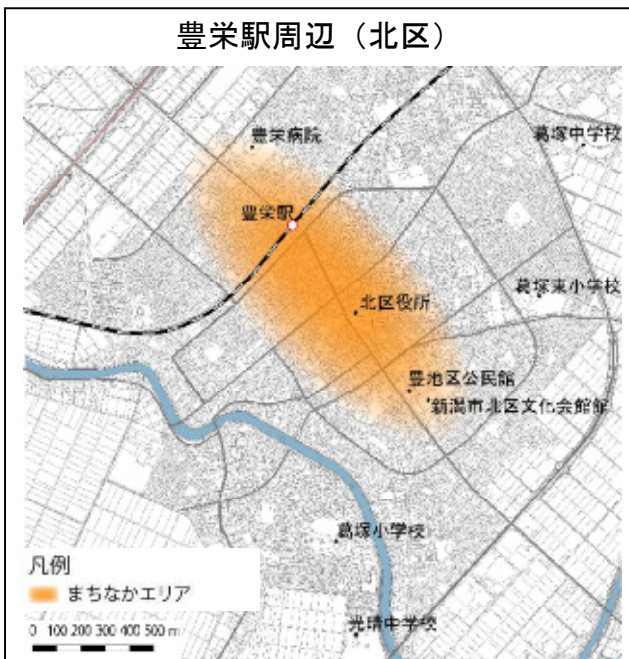 豊栄駅周辺（北区）
豊栄病院
葛塚中学校
豊栄駅
葛塚東小学校
北区役所
豊地区公民館
新潟市北区文化会館館
葛塚小学校
凡例
まちなかエリア
0 100 200 300 400 500 m
光晴中学校